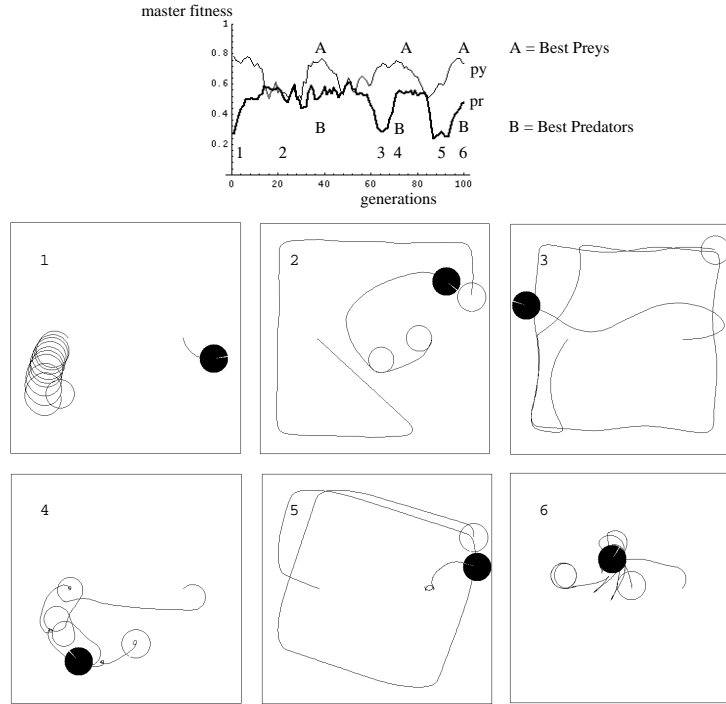 master fitness
1
0.8
0.6
0.4
0.2
A A A
py
pr
B B B
1 2 3 4 5 6
0 20 40 60 80 100
generations
A = Best Preys
B = Best Predators
1
2
3
4
5
6